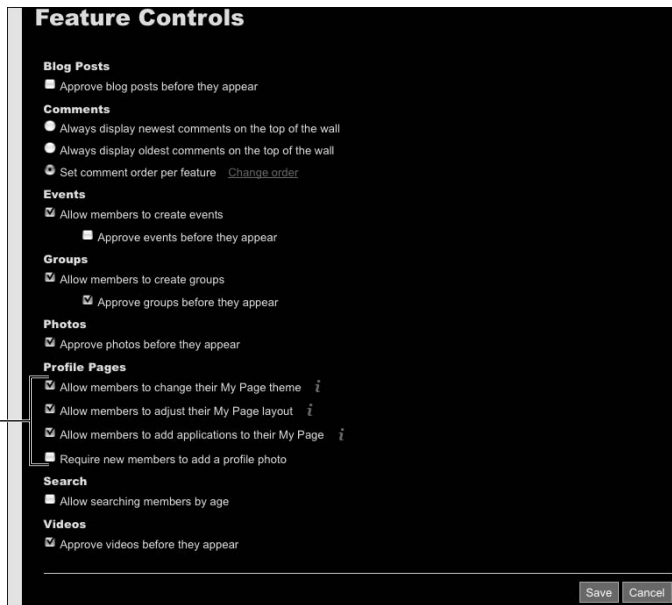 Feature Controls
Blog Posts
Approve blog posts before they appear
Comments
Always display newest comments on the top of the wall
Always display oldest comments on the top of the wall
Set comment order per feature Change order
Events
Allow members to create events
Approve events before they appear
Groups
Allow members to create groups
Approve groups before they appear
Photos
Approve photos before they appear
Profile Pages
Allow members to change their My Page theme i
Allow members to adjust their My Page layout i
Allow members to add applications to their My Page i
Require new members to add a profile photo
Search
Allow searching members by age
Videos
Approve videos before they appear
Save Cancel